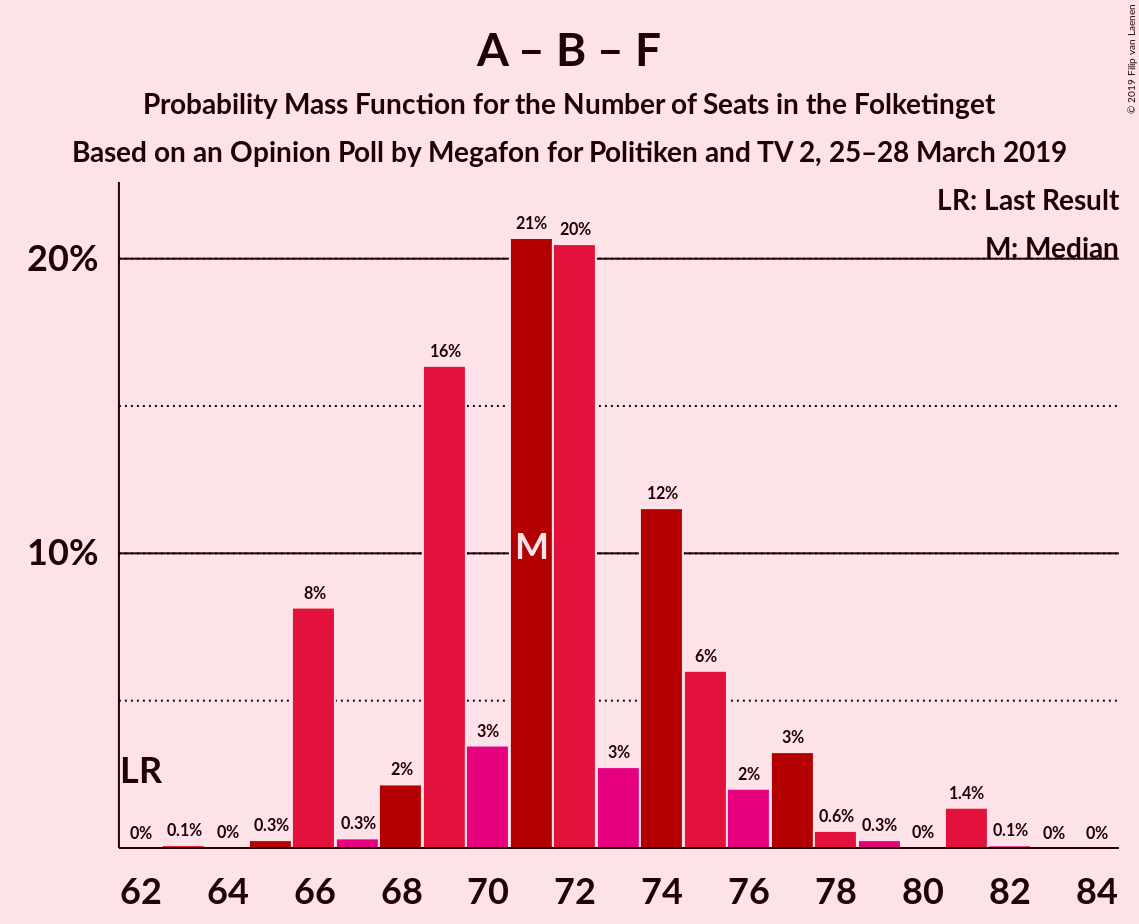 A – B – F
Probability Mass Function for the Number of Seats in the Folketinget
Based on an Opinion Poll by Megafon for Politiken and TV 2, 25–28 March 2019
© 2019 Filip van Laenen
LR: Last Result
M: Median
20%
10%
21%
20%
16%
12%
M
8%
6%
3%
3%
3%
2%
2%
LR
1.4%
0.6%
0.3%
0.3%
0.3%
0%
0.1%
0%
0%
0.1%
0%
0%
62 64 66 68 70 72 74 76 78 80 82 84